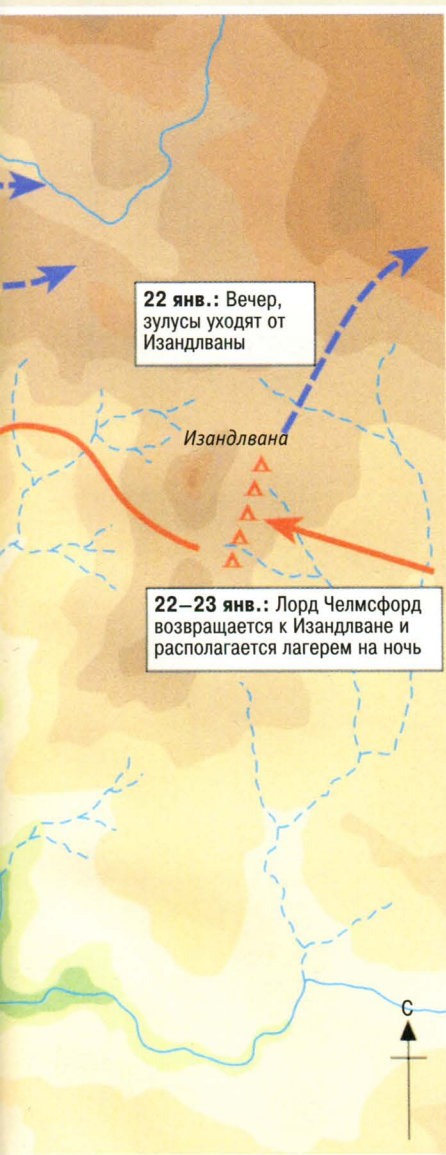 22 янв.: Вечер,
зулусы уходят от
Изандлваны
Изандлвана
22–23 янв.: Лорд Челмсфорд
возвращается к Изандлване и
располагается лагерем на ночь
С